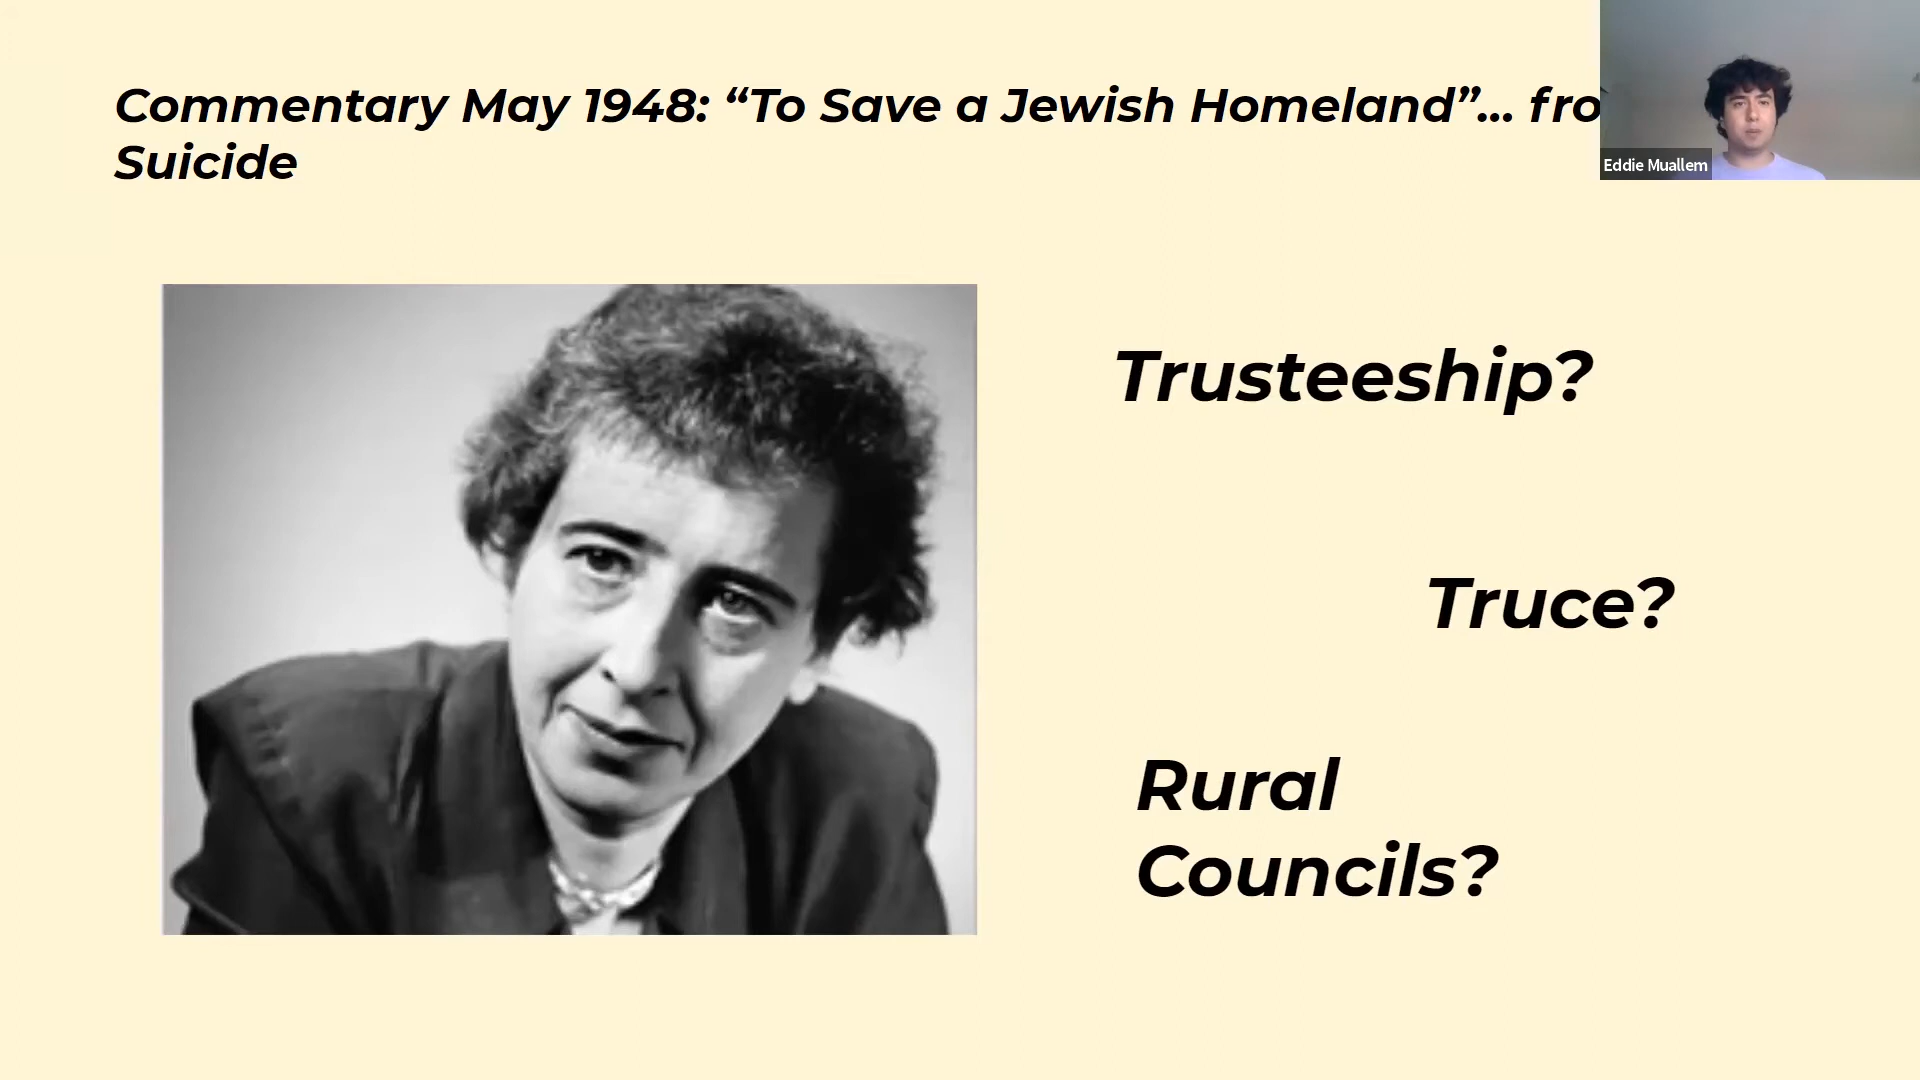 Commentary May 1948: “To Save a Jewish Homeland”... fro
Suicide
Eddie Muallem
Trusteeship?
Truce?
Rural
Councils?